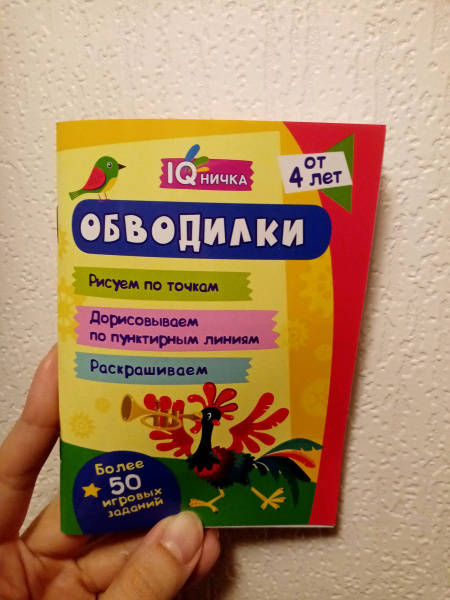 IQничка
от
4 лет
ОБВОДИЛКИ
Рисуем по точкам
Дорисовываем
по пунктирным линиям
Раскрашиваем
Более
50
игровых
заданий